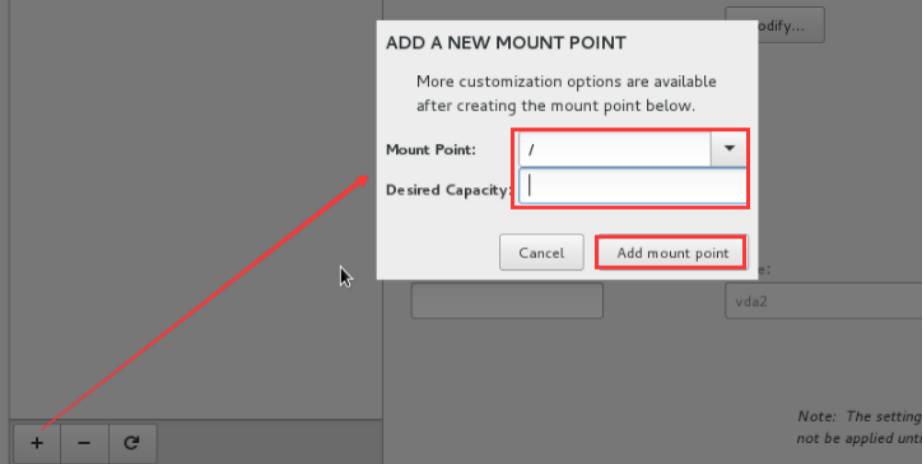 odify...
ADD A NEW MOUNT POINT
More customization options are available
after creating the mount point below.
Mount Point:
/
Desired Capacity:
Cancel
Add mount point
e:
vda2
Note: The setting
not be applied unti